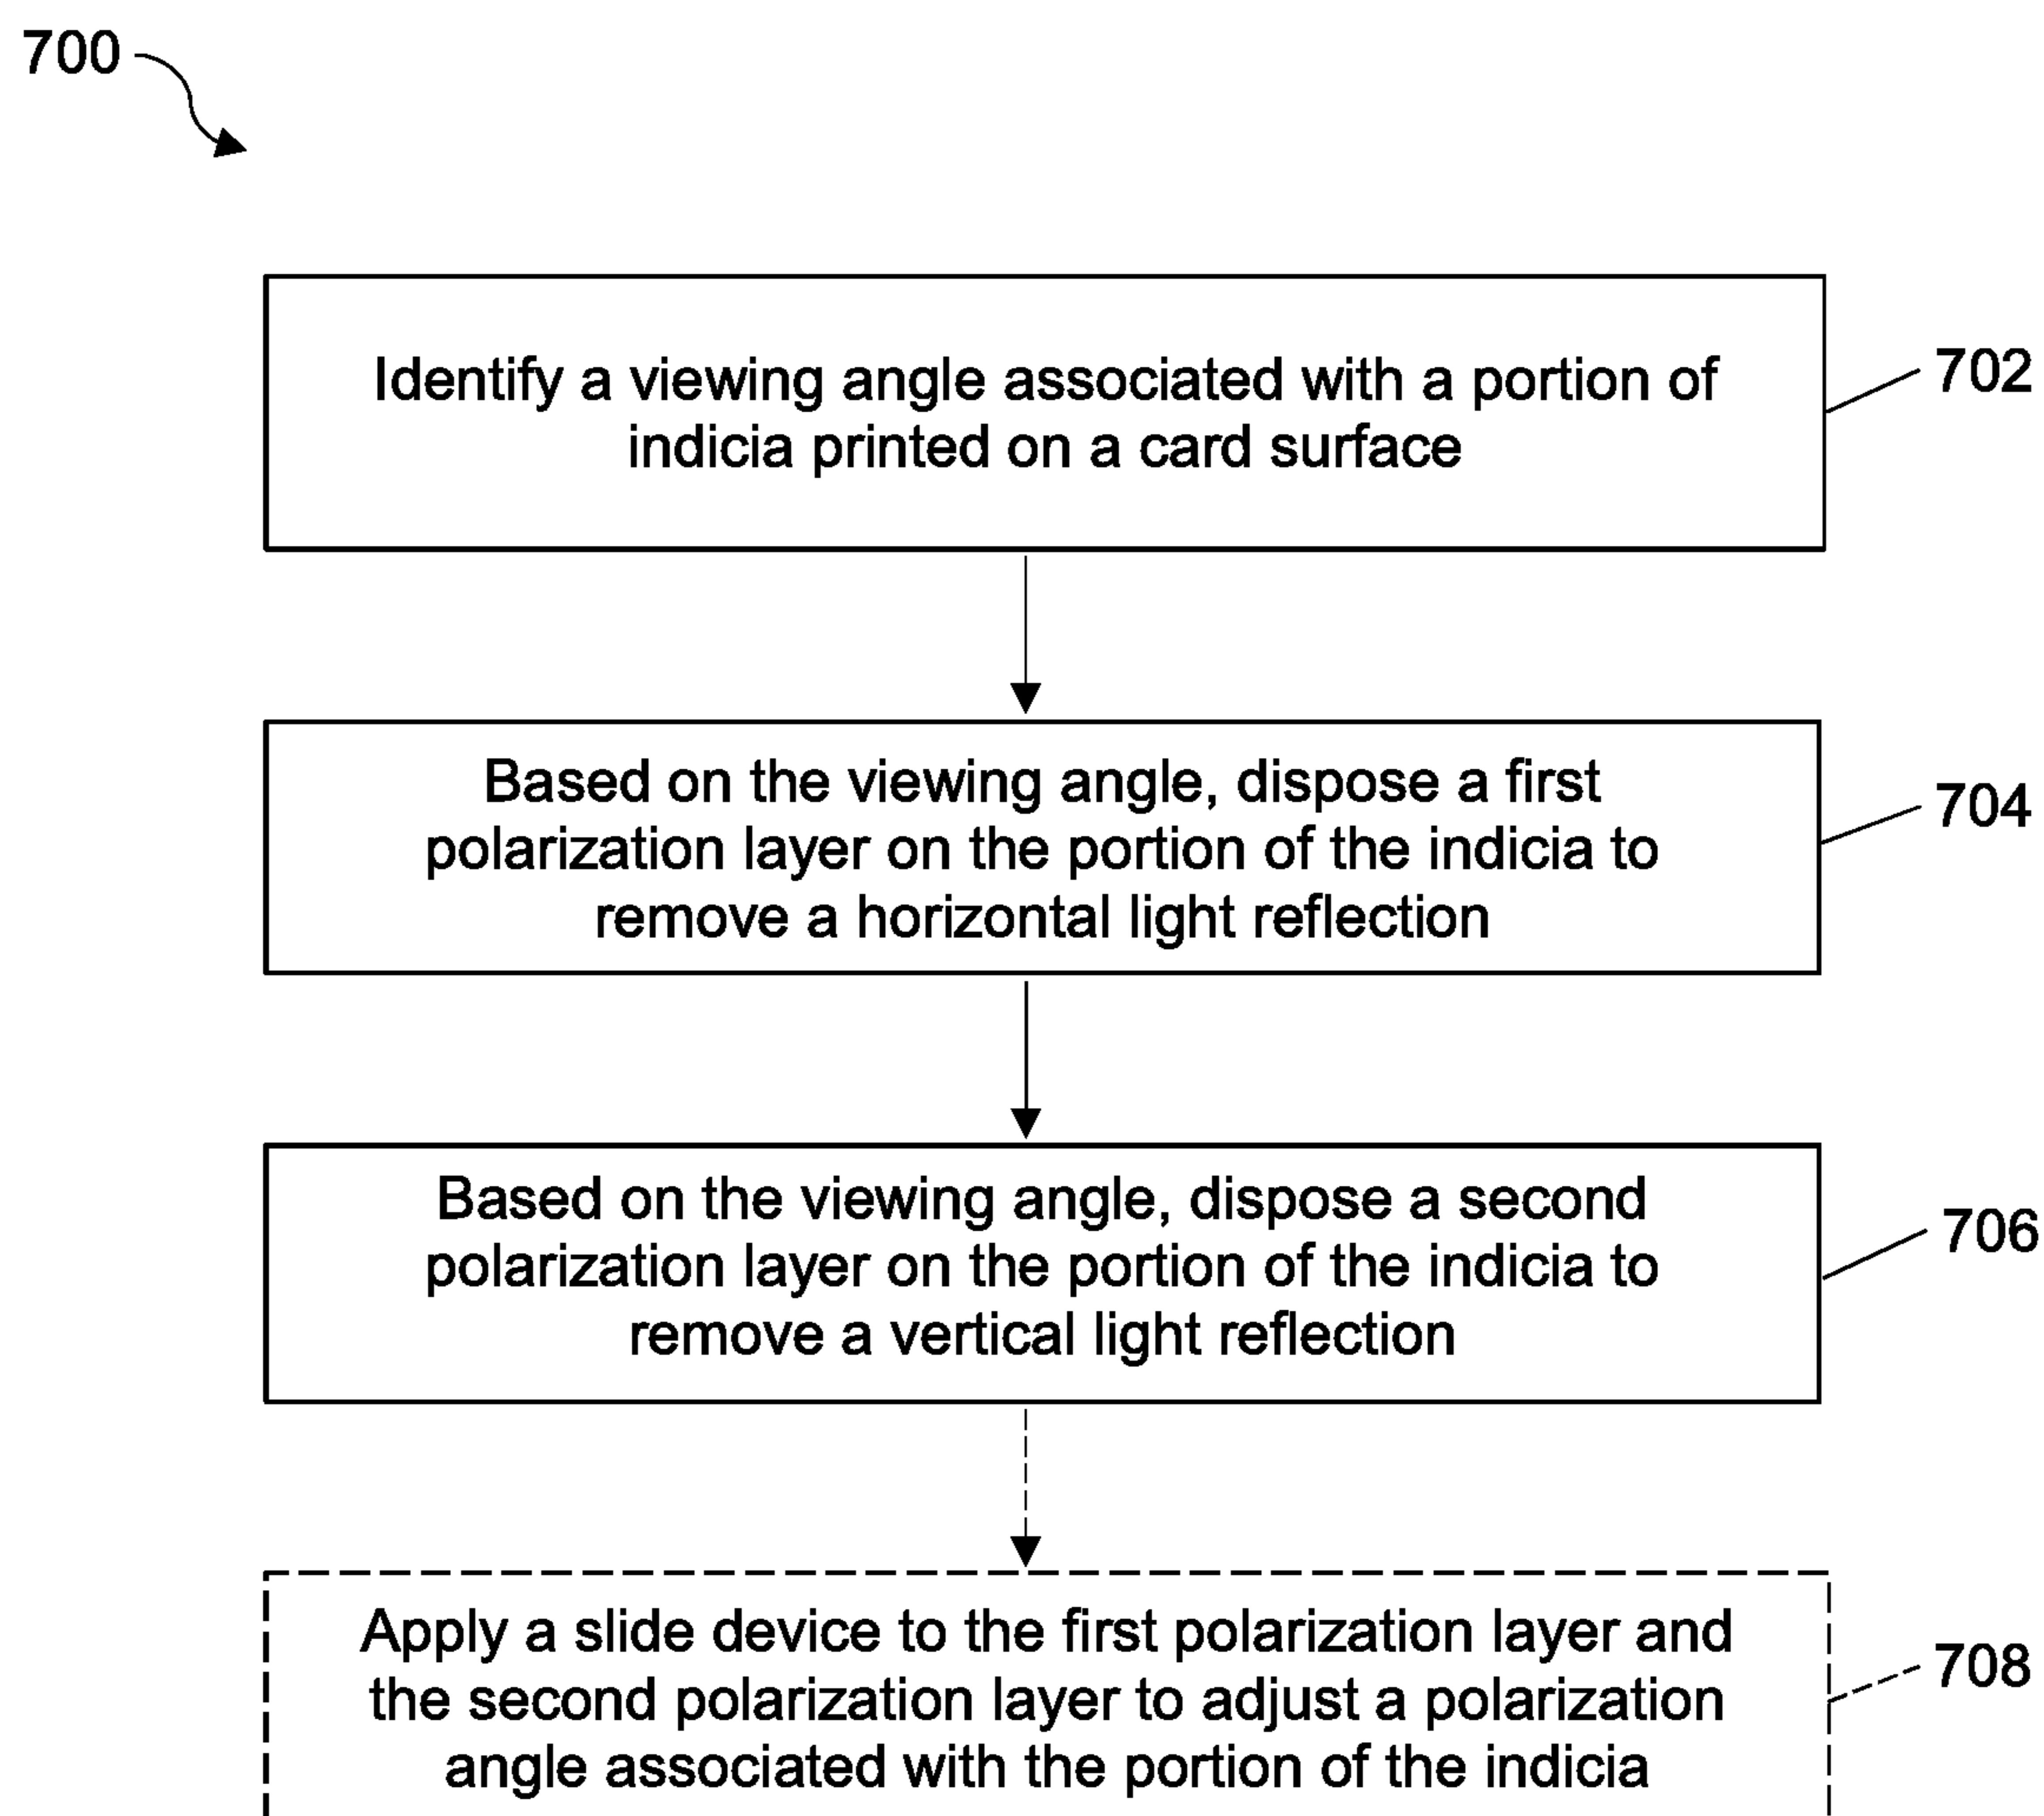 700
Identify a viewing angle associated with a portion of
indicia printed on a card surface
702
Based on the viewing angle, dispose a first
polarization layer on the portion of the indicia to
remove a horizontal light reflection
704
Based on the viewing angle, dispose a second
polarization layer on the portion of the indicia to
remove a vertical light reflection
706
Apply a slide device to the first polarization layer and
the second polarization layer to adjust a polarization
angle associated with the portion of the indicia
708